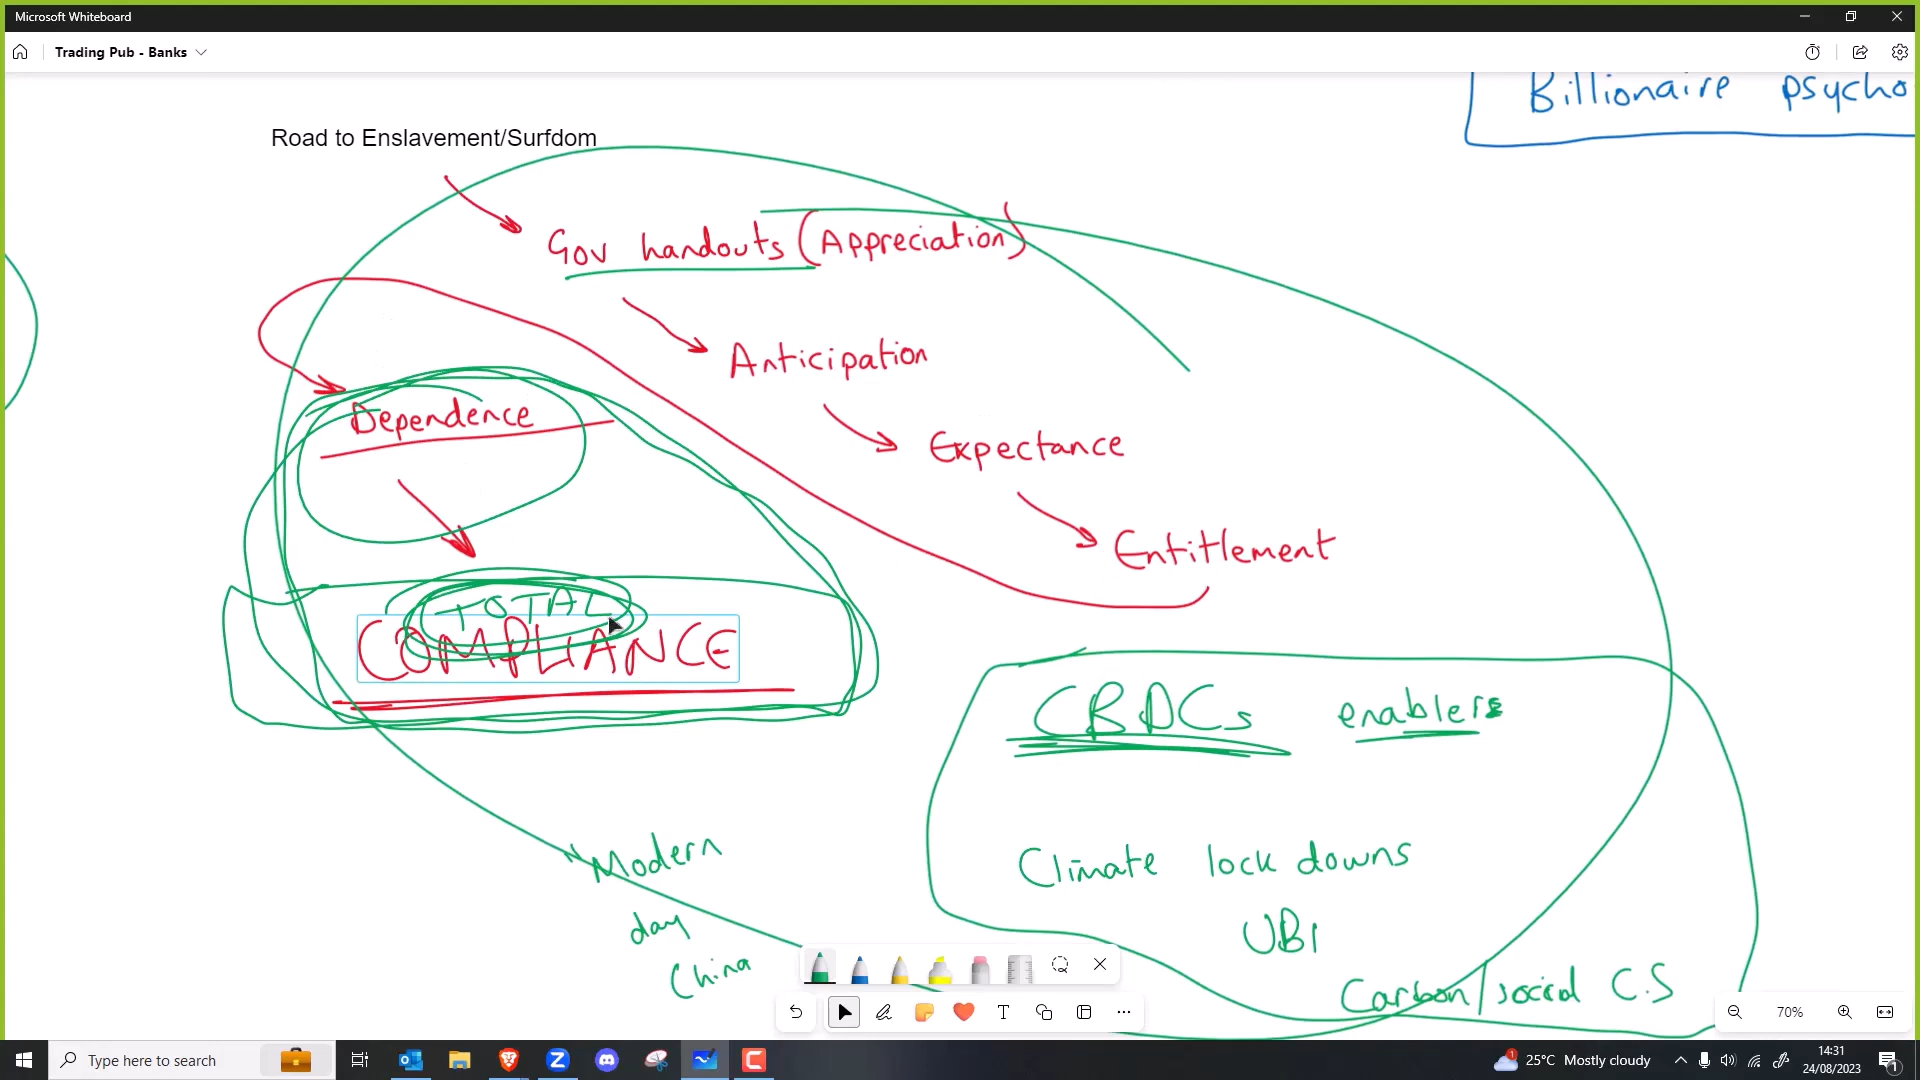 Microsoft Whiteboard
Trading Pub - Banks
Billionaire psycho
Road to Enslavement/Surfdom
Gov handouts (Appreciation)
Anticipation
Dependence
Expectance
Entitlement
TOTAL
COMPLIANCE
CBDCs enablers
Climate lock downs
Modern
day
China
UBI
Carbon/social C.S
70%
Type here to search
25°C Mostly cloudy
14:31
24/08/2023